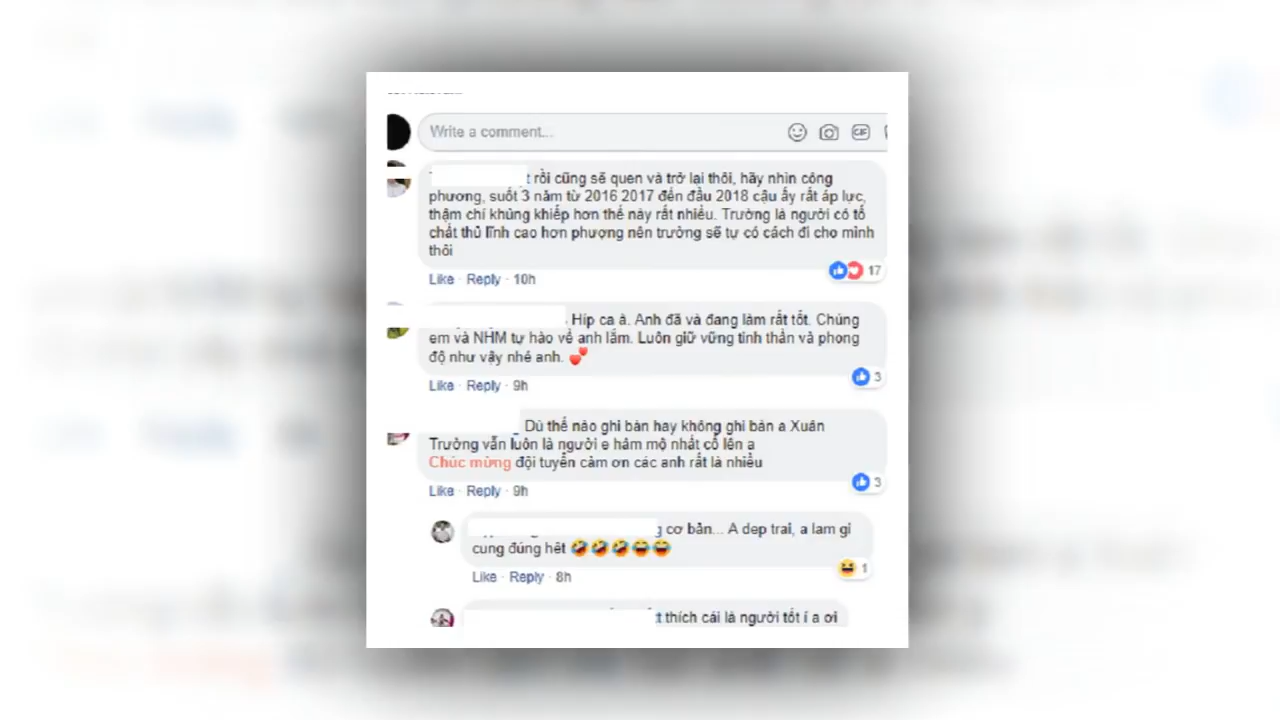 Write a comment...
GIF
rồi cũng sẽ quen và trở lại thôi, hãy nhìn công
phương, suốt 3 năm từ 2016 2017 đến đầu 2018 cậu ấy rất áp lực,
thậm chí khủng khiếp hơn thế này rất nhiều. Trường là người có tố
chất thủ lĩnh cao hơn phượng nên trường sẽ tự có cách đi cho mình
thôi
17
Like · Reply · 10h
Híp ca à. Anh đã và đang làm rất tốt. Chúng
em và NHM tự hào về anh lắm. Luôn giữ vững tinh thần và phong
độ như vậy nhé anh. 💕
3
Like · Reply · 9h
Dù thế nào ghi bàn hay không ghi bàn a Xuân
Trường vẫn luôn là người e hâm mộ nhất cố lên a
Chúc mừng đội tuyển cảm ơn các anh rất là nhiều
3
Like · Reply · 9h
cơ bản... A dep trai, a lam gi
cung đúng hết 🤣🤣🤣😂😂
1
Like · Reply · 8h
thích cái là người tốt í a ơi